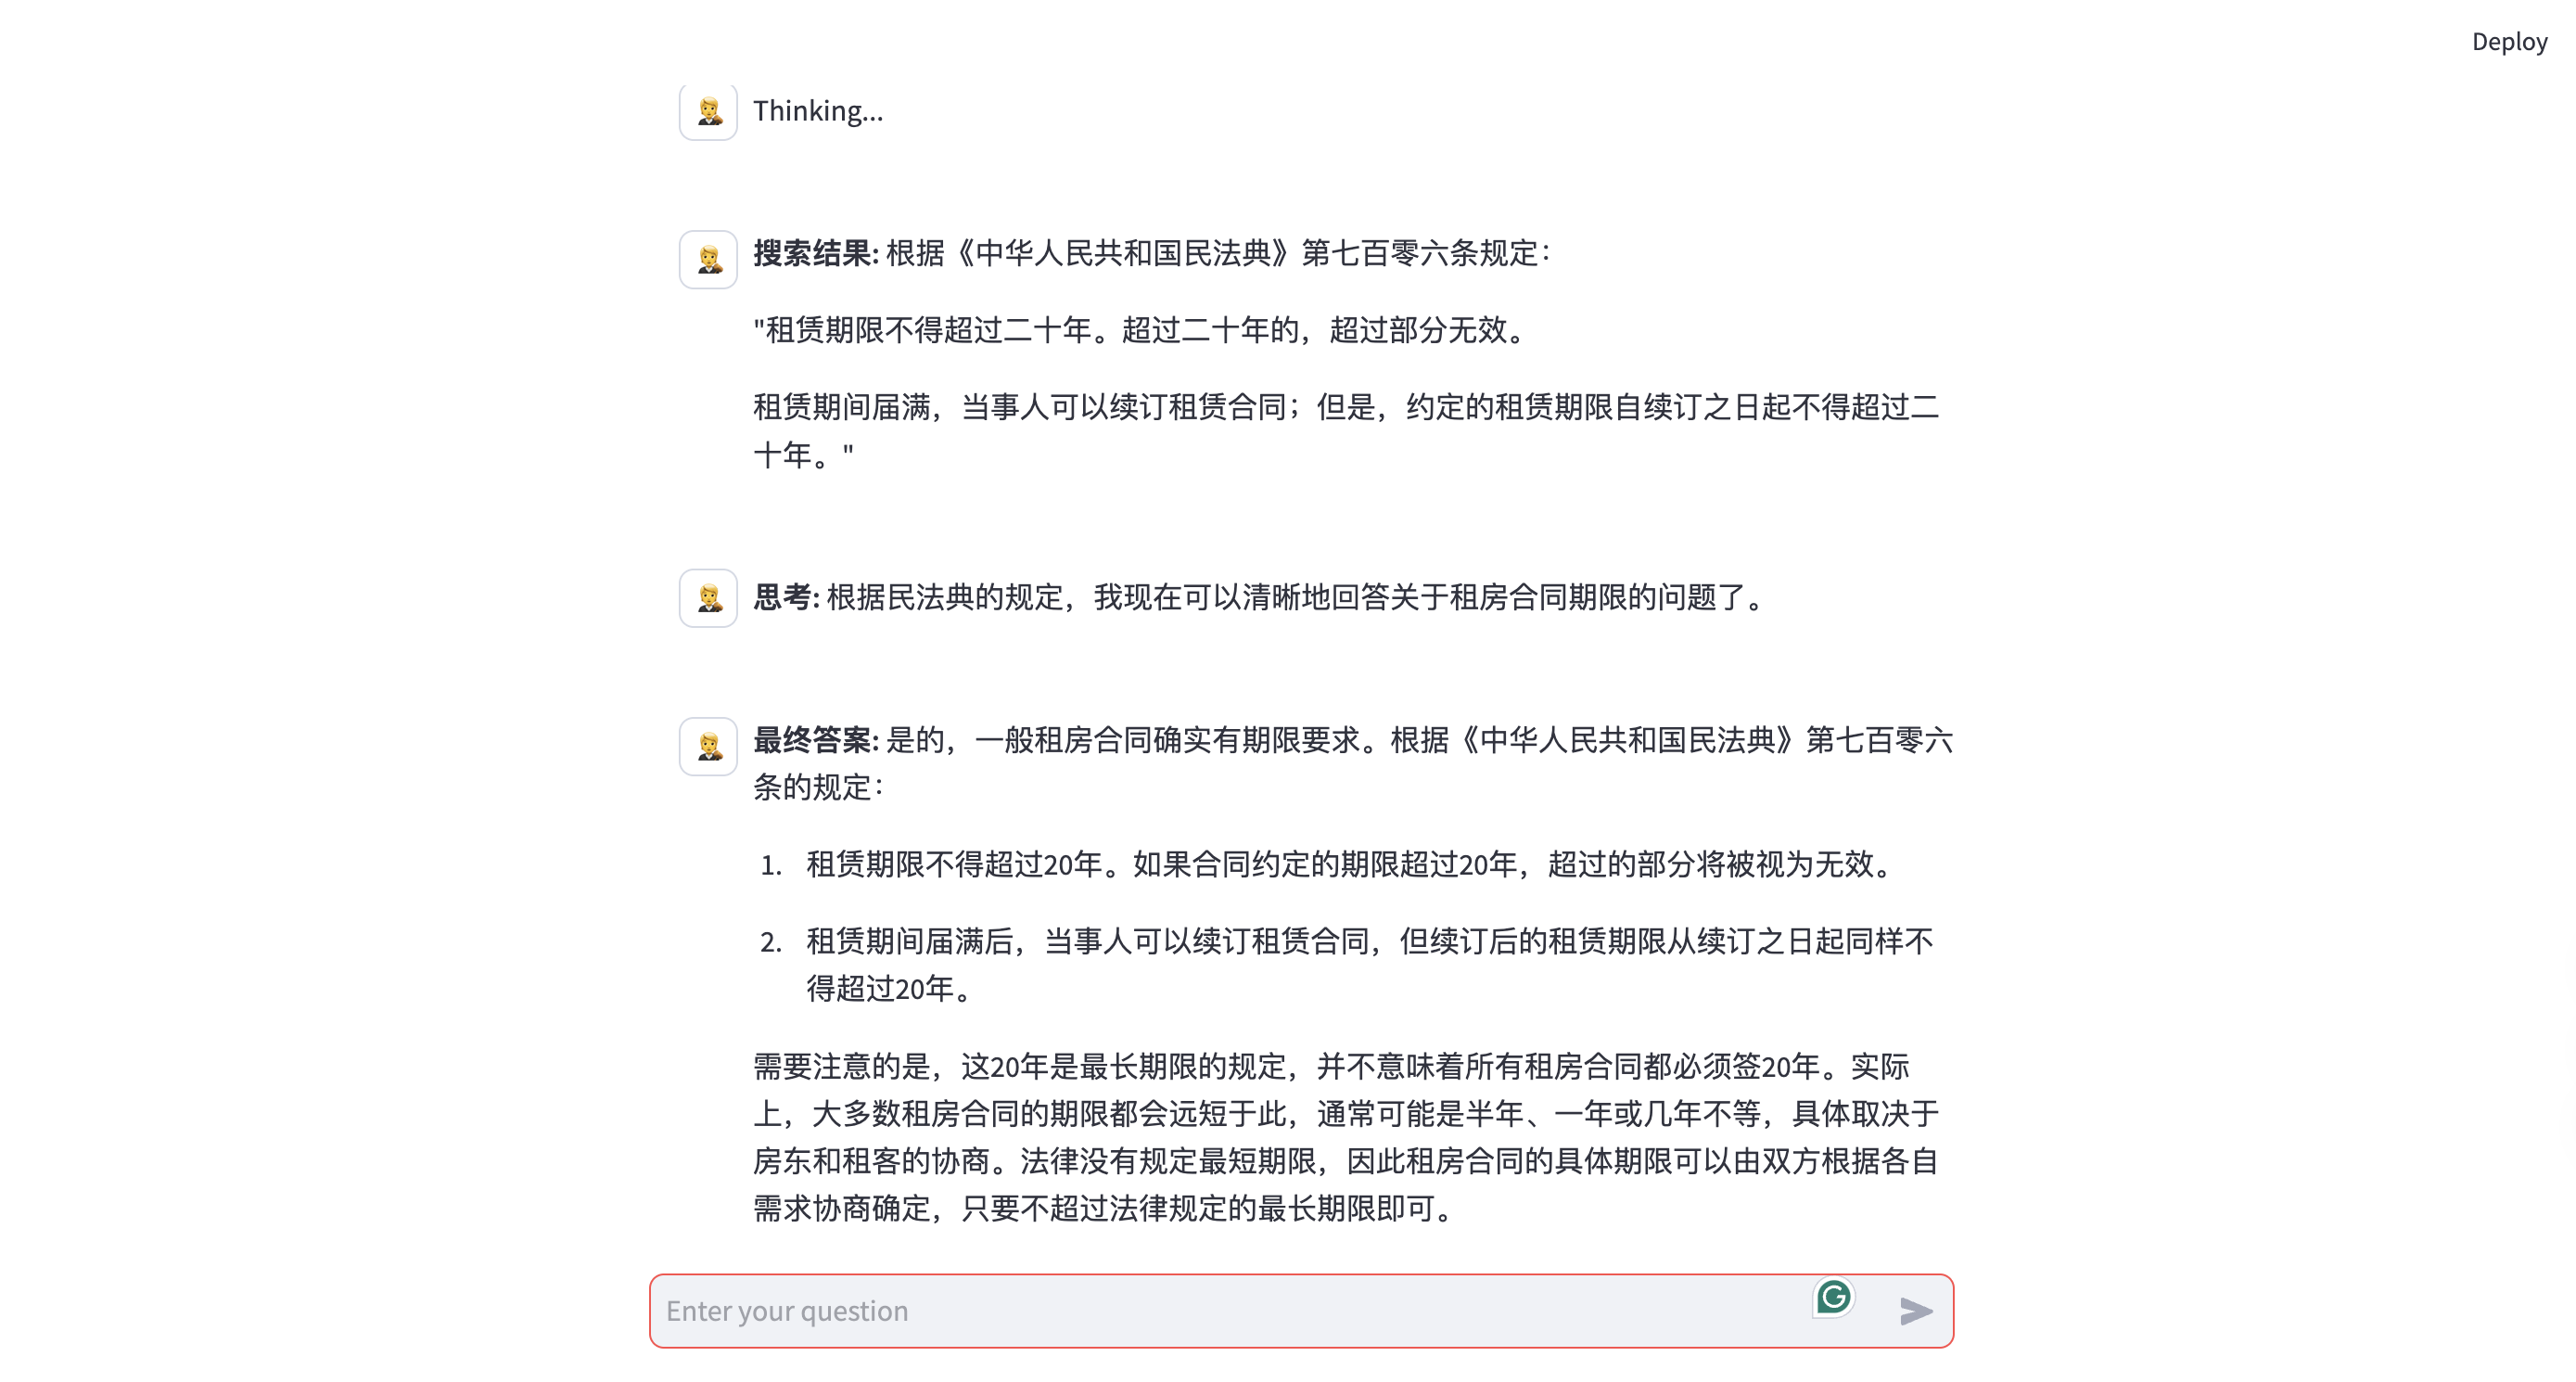 Deploy
Thinking...
搜索结果: 根据《中华人民共和国民法典》第七百零六条规定：
"租赁期限不得超过二十年。超过二十年的，超过部分无效。
租赁期间届满，当事人可以续订租赁合同；但是，约定的租赁期限自续订之日起不得超过二
十年。"
思考: 根据民法典的规定，我现在可以清晰地回答关于租房合同期限的问题了。
最终答案: 是的，一般租房合同确实有期限要求。根据《中华人民共和国民法典》第七百零六
条的规定：
1. 租赁期限不得超过20年。如果合同约定的期限超过20年，超过的部分将被视为无效。
2. 租赁期间届满后，当事人可以续订租赁合同，但续订后的租赁期限从续订之日起同样不
得超过20年。
需要注意的是，这20年是最长期限的规定，并不意味着所有租房合同都必须签20年。实际
上，大多数租房合同的期限都会远短于此，通常可能是半年、一年或几年不等，具体取决于
房东和租客的协商。法律没有规定最短期限，因此租房合同的具体期限可以由双方根据各自
需求协商确定，只要不超过法律规定的最长期限即可。
Enter your question